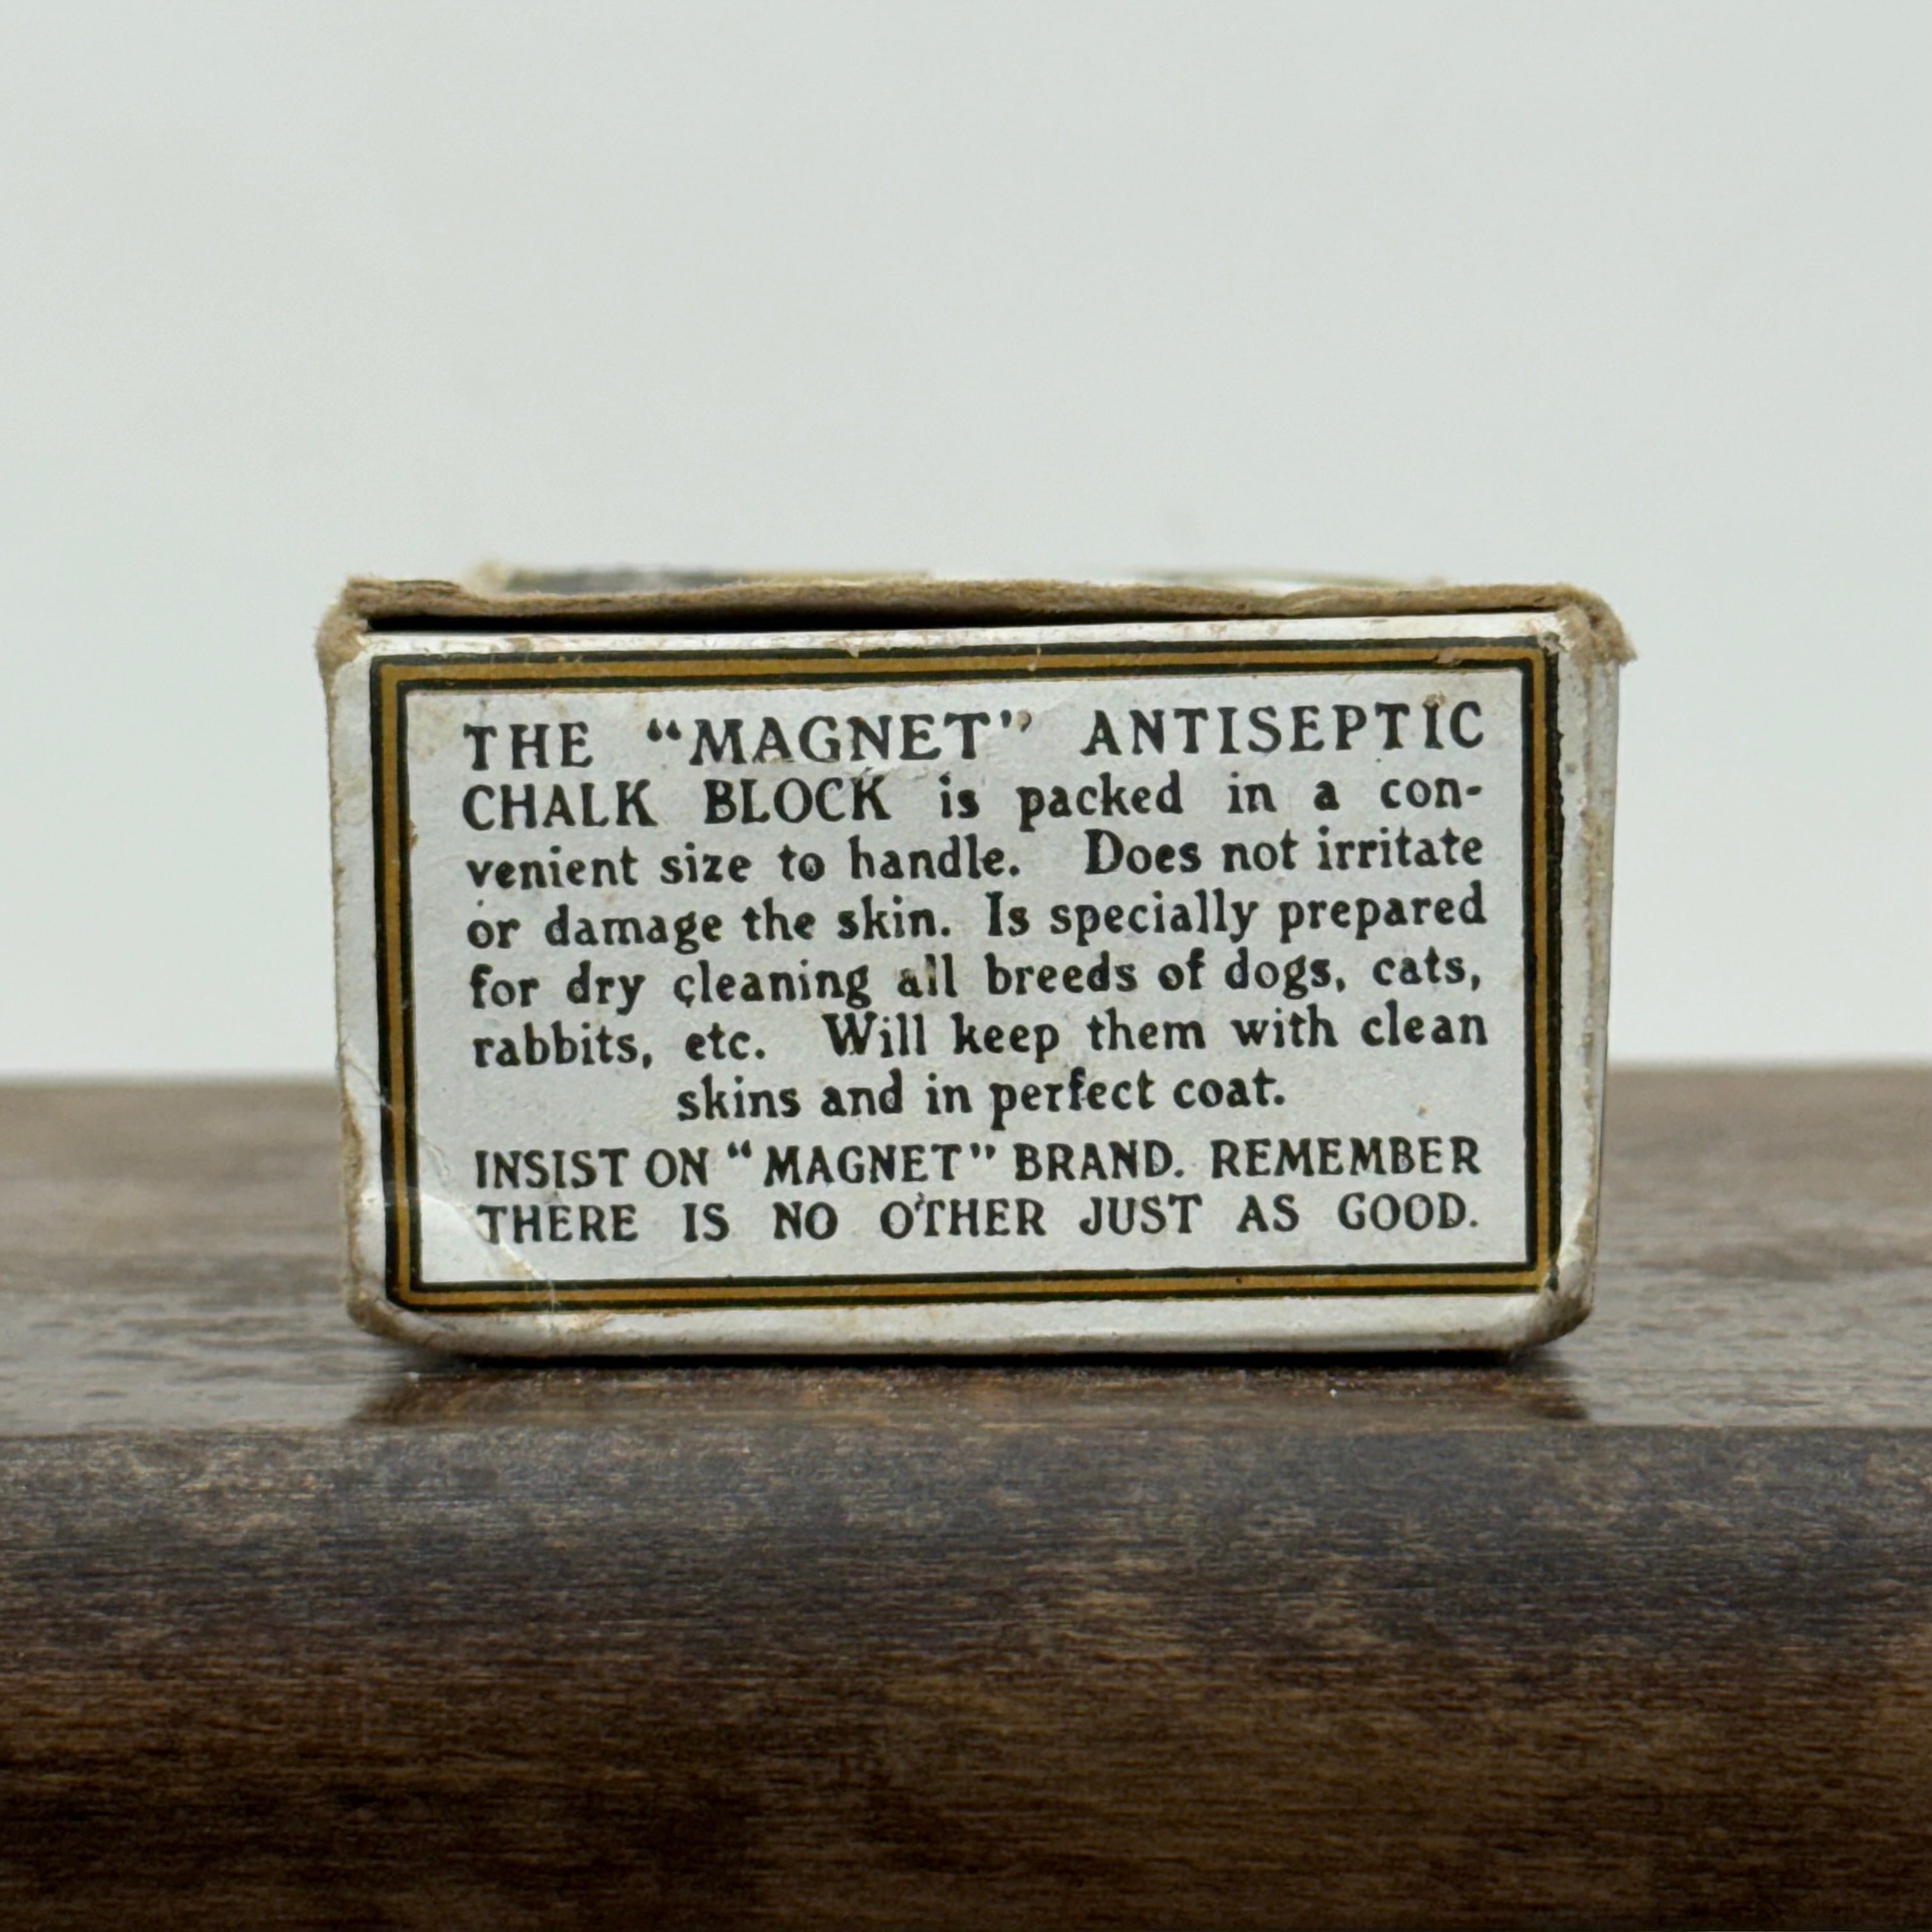 THE “MAGNET” ANTISEPTIC
CHALK BLOCK is packed in a con-
venient size to handle. Does not irritate
or damage the skin. Is specially prepared
for dry cleaning all breeds of dogs, cats,
rabbits, etc. Will keep them with clean
skins and in perfect coat.
INSIST ON “MAGNET” BRAND. REMEMBER
THERE IS NO OTHER JUST AS GOOD.